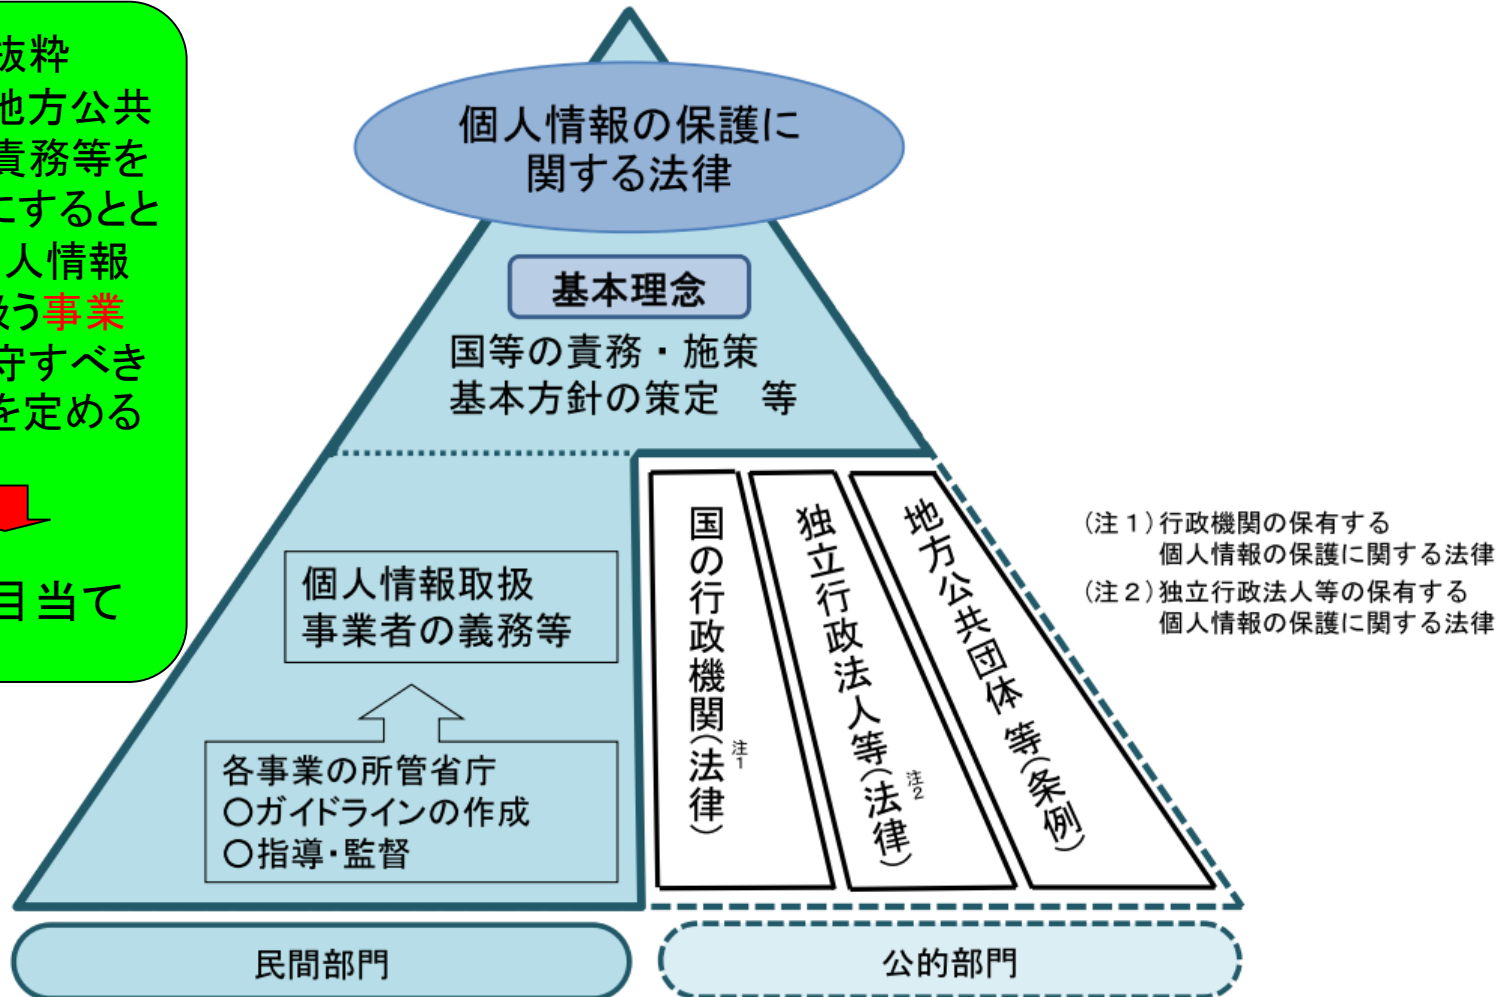 抜粋
地方公共
責務等を
にするとと
人情報
扱う事業
守すべき
を定める
目当て
個人情報の保護に
関する法律
基本理念
国等の責務・施策
基本方針の策定　等
個人情報取扱
事業者の義務等
各事業の所管省庁
〇ガイドラインの作成
〇指導・監督
国の行政機関(法律)
注1
独立行政法人等(法律)
注2
地方公共団体 等(条例)
(注１)行政機関の保有する
個人情報の保護に関する法律
(注２)独立行政法人等の保有する
個人情報の保護に関する法律
民間部門
公的部門